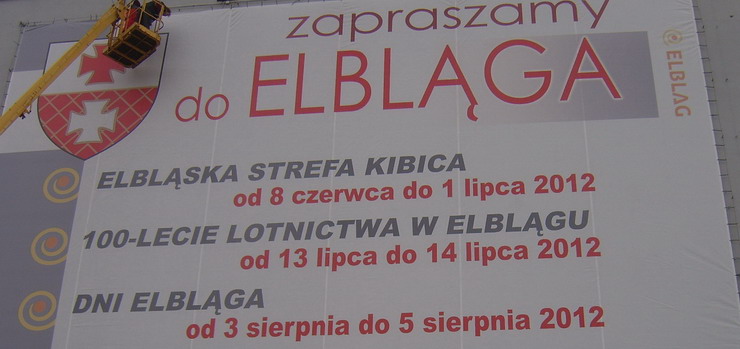 zapraszamy
do ELBLĄGA
ELBLĄG
ELBLĄSKA STREFA KIBICA
od 8 czerwca do 1 lipca 2012
100-LECIE LOTNICTWA W ELBLĄGU
od 13 lipca do 14 lipca 2012
DNI ELBLĄGA
od 3 sierpnia do 5 sierpnia 2012